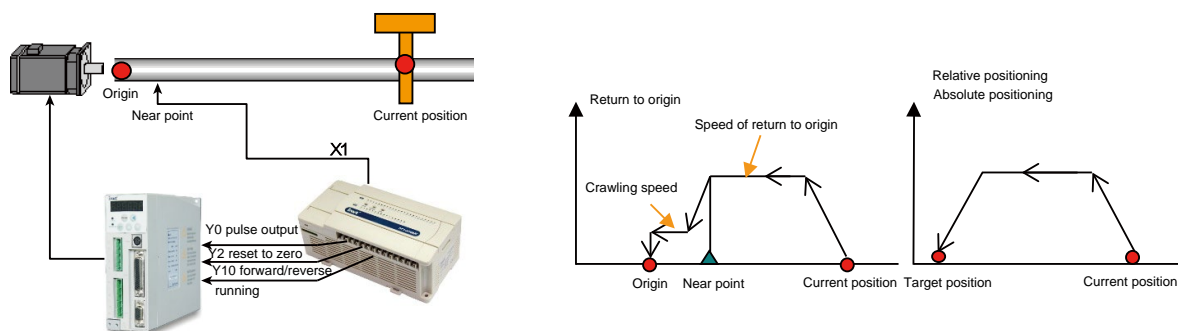 Origin
Near point
Current position
X1
Y0 pulse output
Y2 reset to zero
Y10 forward/reverse
running
Return to origin
Speed of return to origin
Crawling speed
Origin
Near point
Current position
Relative positioning
Absolute positioning
Target position
Current position